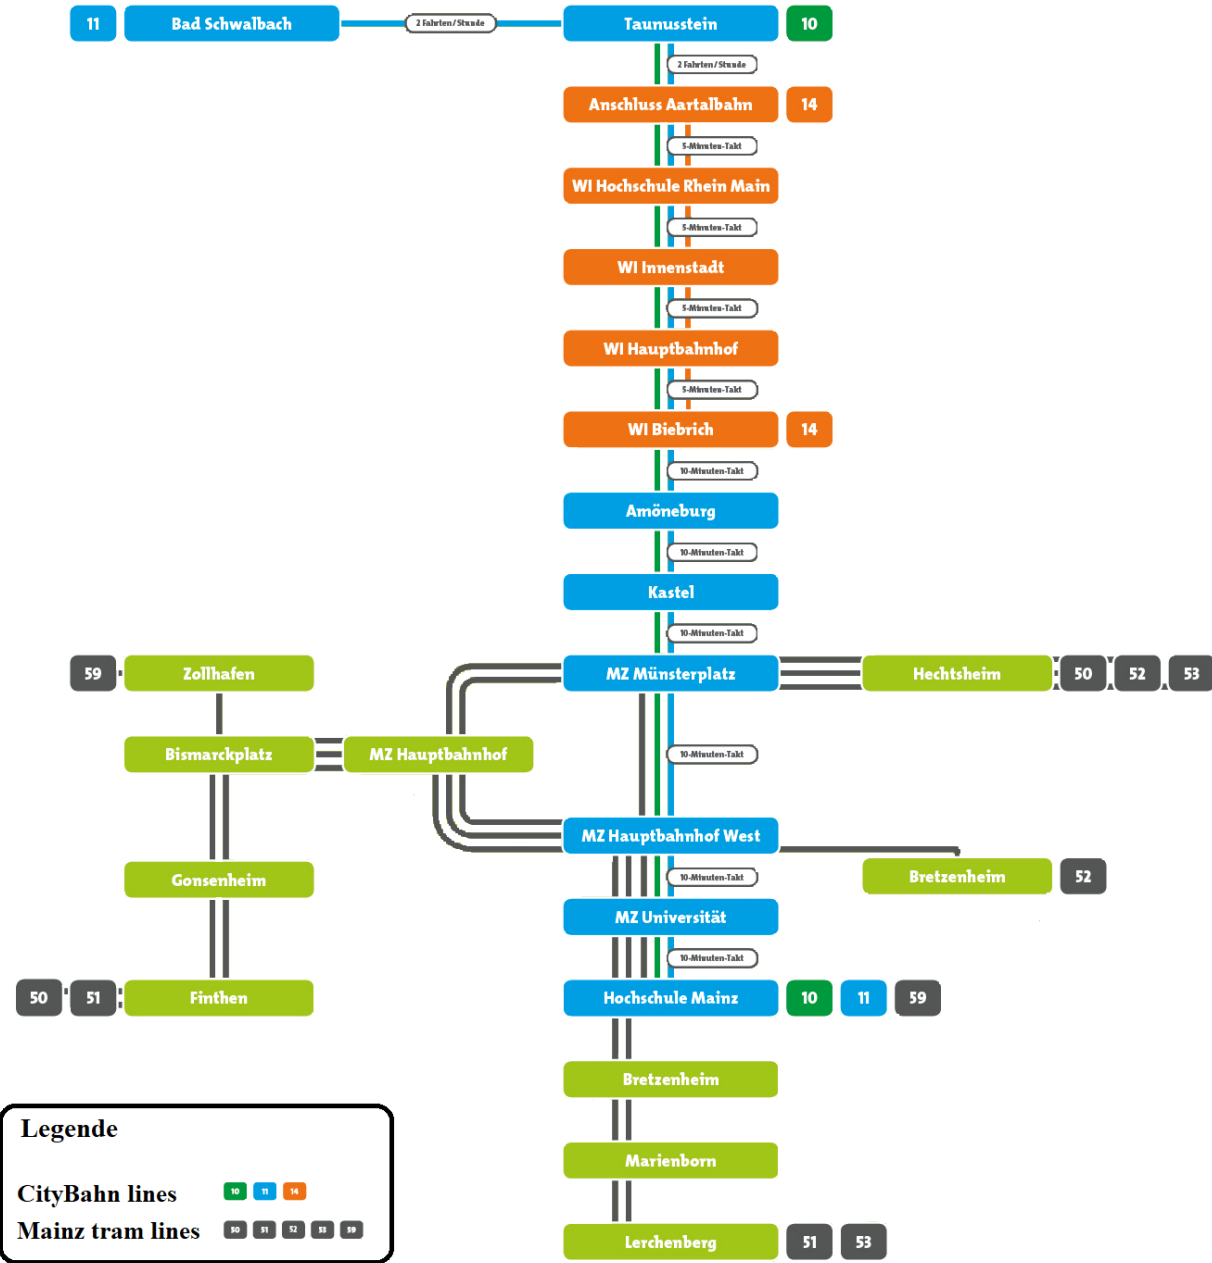 11 Bad Schwalbach 2 Fahrten/Stunde Taunusstein 10
2 Fahrten/Stunde
Anschluss Aartalbahn 14
5-Minuten-Takt
WI Hochschule Rhein Main
5-Minuten-Takt
WI Innenstadt
5-Minuten-Takt
WI Hauptbahnhof
5-Minuten-Takt
WI Biebrich 14
10-Minuten-Takt
Amöneburg
10-Minuten-Takt
Kastel
10-Minuten-Takt
59 Zollhafen MZ Münsterplatz Hechtsheim 50 52 53
Bismarckplatz MZ Hauptbahnhof 10-Minuten-Takt
MZ Hauptbahnhof West
Gonsenheim 10-Minuten-Takt Bretzenheim 52
MZ Universität
10-Minuten-Takt
50 51 Finthen Hochschule Mainz 10 11 59
Bretzenheim
Legende
Marienborn
CityBahn lines 10 11 14
Mainz tram lines 50 51 52 53 59
Lerchenberg 51 53